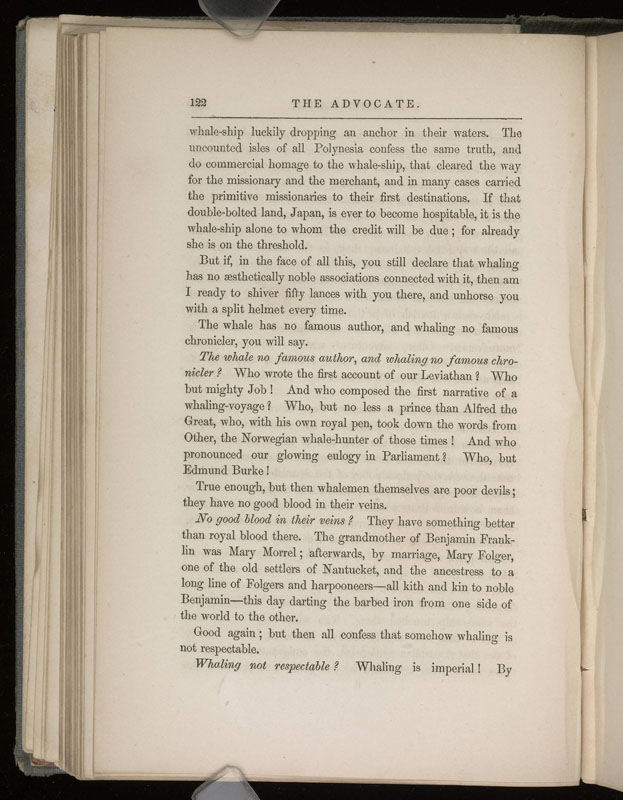 122 THE ADVOCATE.
whale-ship luckily dropping an anchor in their waters. The
uncounted isles of all Polynesia confess the same truth, and
do commercial homage to the whale-ship, that cleared the way
for the missionary and the merchant, and in many cases carried
the primitive missionaries to their first destinations. If that
double-bolted land, Japan, is ever to become hospitable, it is the
whale-ship alone to whom the credit will be due; for already
she is on the threshold.
But if, in the face of all this, you still declare that whaling
has no æsthetically noble associations connected with it, then am
I ready to shiver fifty lances with you there, and unhorse you
with a split helmet every time.
The whale has no famous author, and whaling no famous
chronicler, you will say.
The whale no famous author, and whaling no famous chro-
nicler? Who wrote the first account of our Leviathan? Who
but mighty Job! And who composed the first narrative of a
whaling-voyage? Who, but no less a prince than Alfred the
Great, who, with his own royal pen, took down the words from
Other, the Norwegian whale-hunter of those times! And who
pronounced our glowing eulogy in Parliament? Who, but
Edmund Burke!
True enough, but then whalemen themselves are poor devils;
they have no good blood in their veins.
No good blood in their veins? They have something better
than royal blood there. The grandmother of Benjamin Frank-
lin was Mary Morrel; afterwards, by marriage, Mary Folger,
one of the old settlers of Nantucket, and the ancestress to a
long line of Folgers and harpooneers—all kith and kin to noble
Benjamin—this day darting the barbed iron from one side of
the world to the other.
Good again; but then all confess that somehow whaling is
not respectable.
Whaling not respectable? Whaling is imperial! By